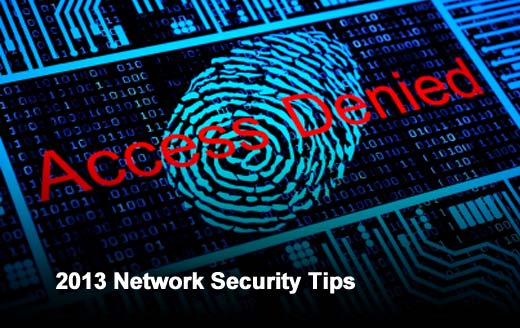 Access Denied
2013 Network Security Tips